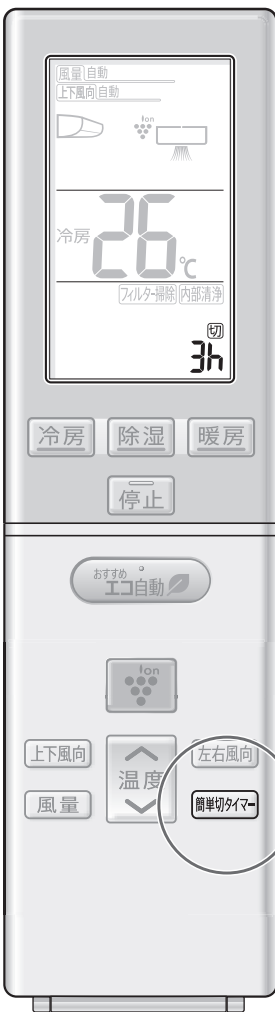 風量 自動
上下風向 自動
Ion
冷房 26℃
フィルター掃除 内部清浄
切
3h
冷房 除湿 暖房
停止
おすすめ
エコ自動
Ion
上下風向 温度 左右風向
風量 簡単切タイマー